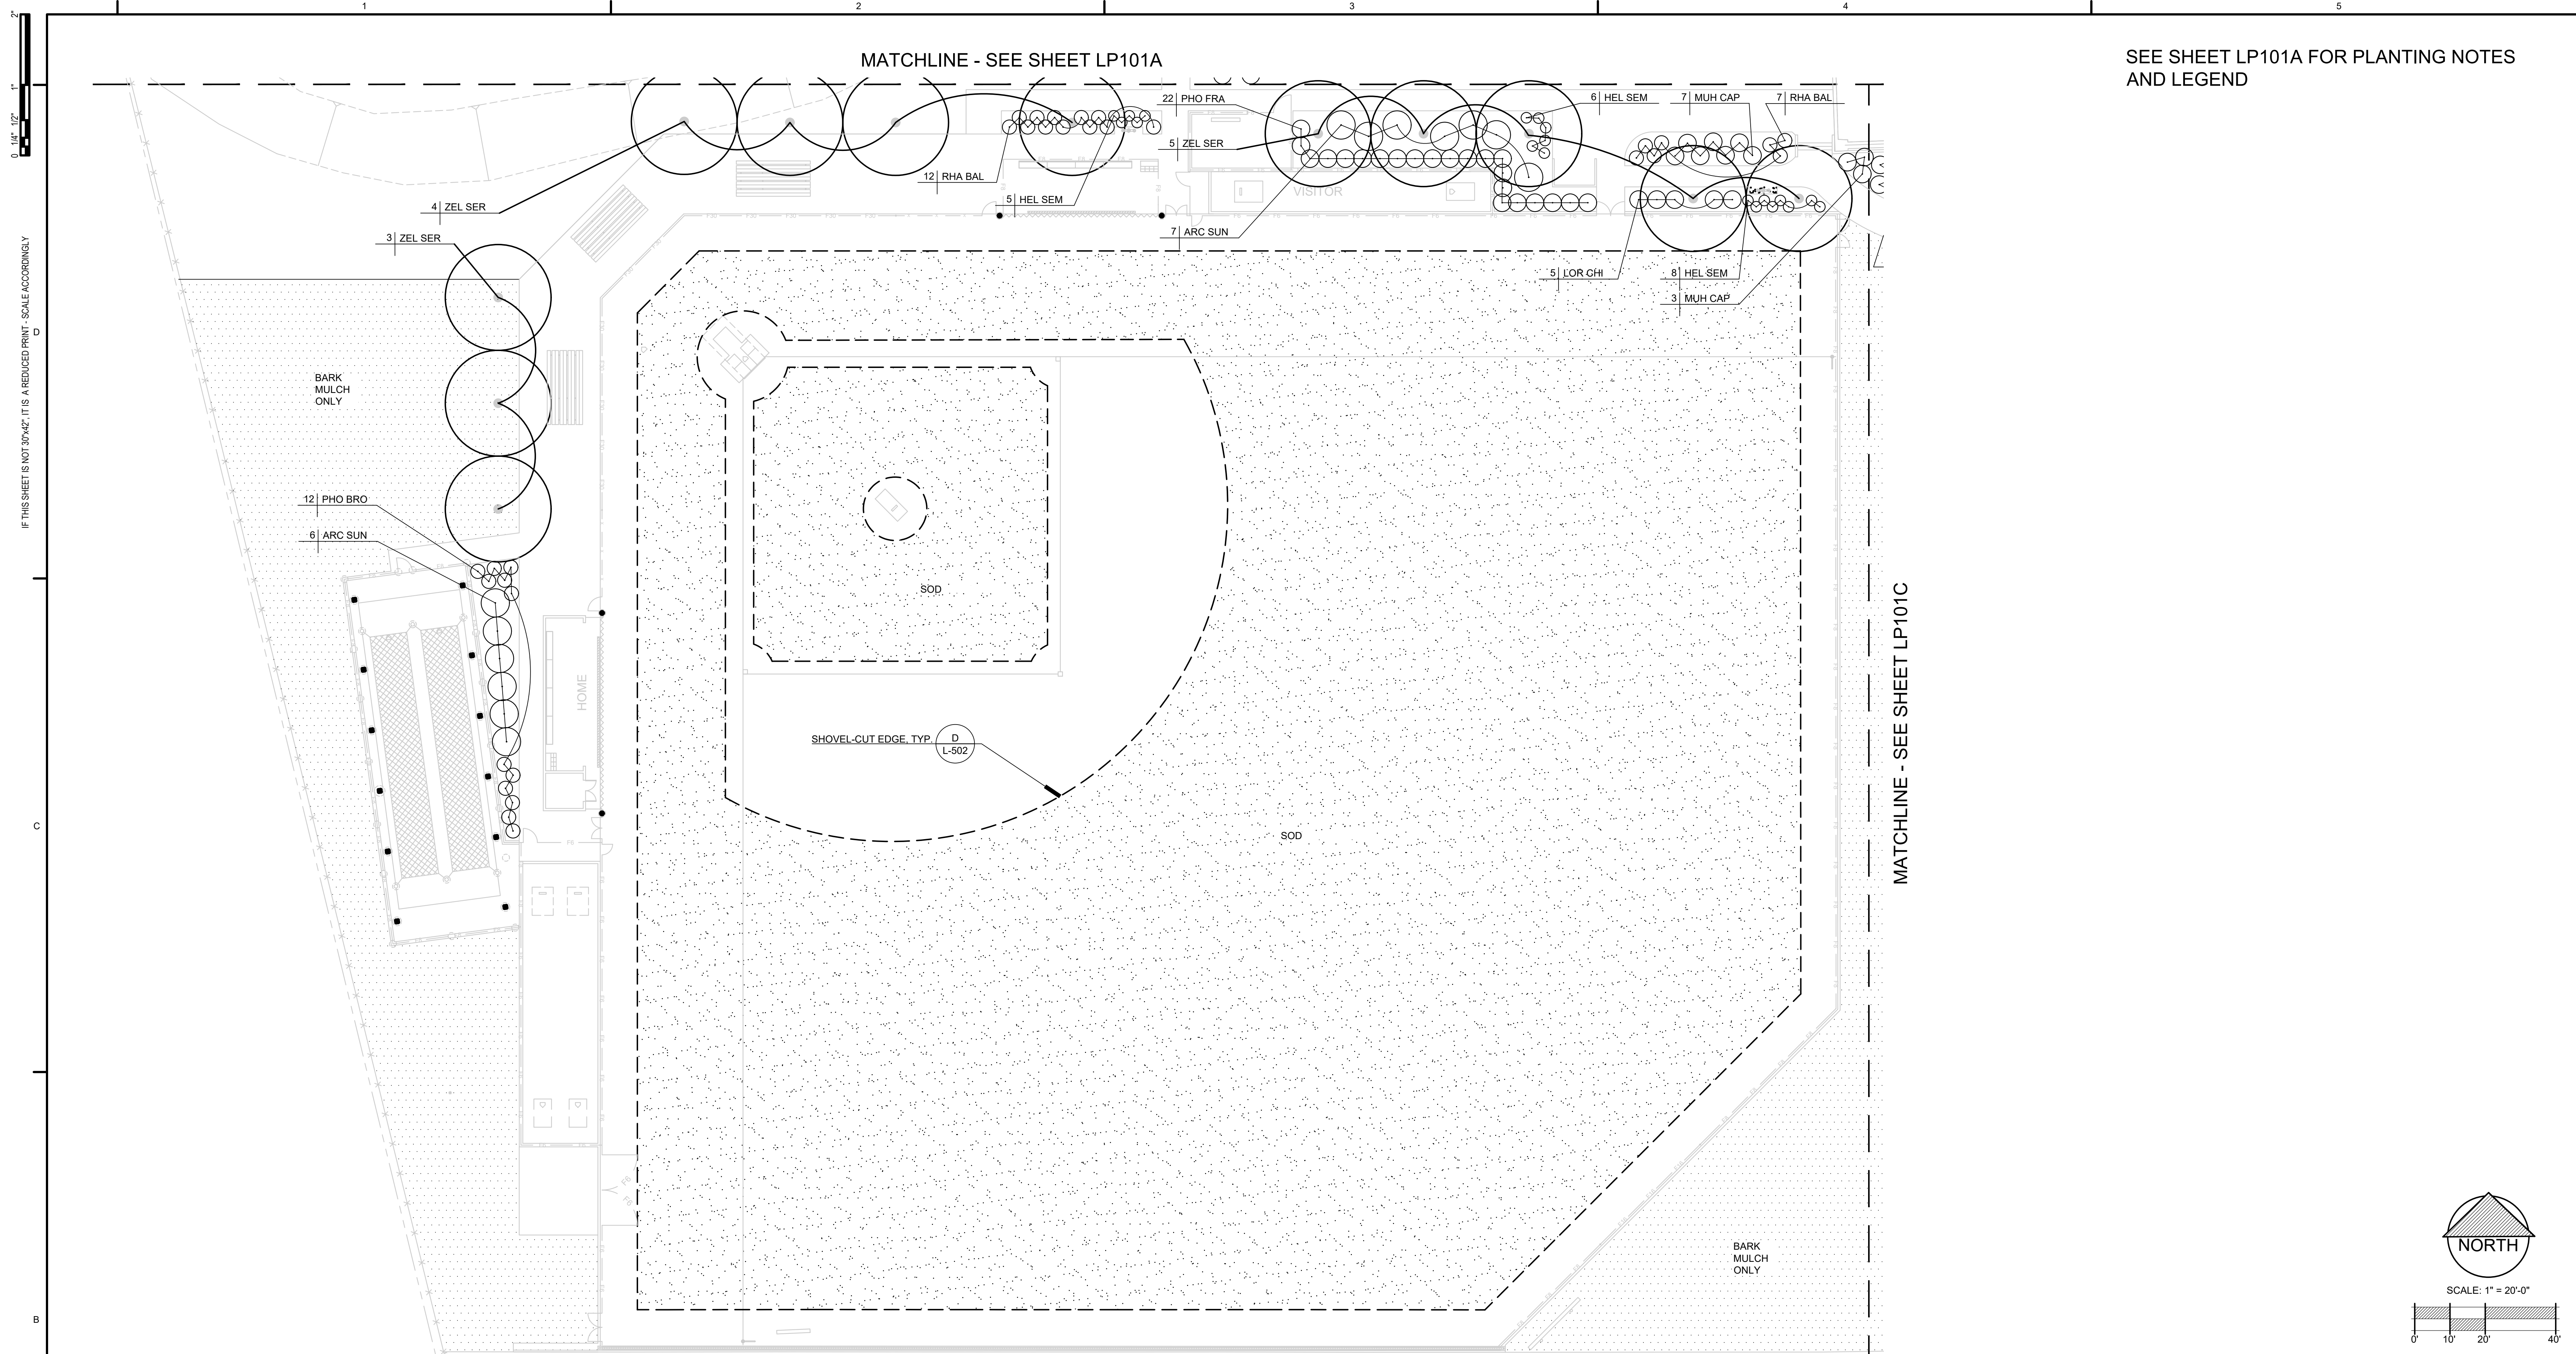 1
2
3
4
5
2"
1"
1/2"
1/4"
0
IF THIS SHEET IS NOT 30"x42", IT IS A REDUCED PRINT - SCALE ACCORDINGLY
D
C
B
MATCHLINE - SEE SHEET LP101A
SEE SHEET LP101A FOR PLANTING NOTES
AND LEGEND
22 PHO FRA
6 HEL SEM
7 MUH CAP
7 RHA BAL
5 ZEL SER
12 RHA BAL
5 HEL SEM
4 ZEL SER
3 ZEL SER
VISITOR
7 ARC SUN
5 LOR CHI
8 HEL SEM
3 MUH CAP
BARK
MULCH
ONLY
12 PHO BRO
6 ARC SUN
SOD
HOME
SHOVEL-CUT EDGE, TYP.
D
L-502
SOD
MATCHLINE - SEE SHEET LP101C
F6
F6
F6
BARK
MULCH
ONLY
NORTH
SCALE: 1" = 20'-0"
0' 10' 20' 40'